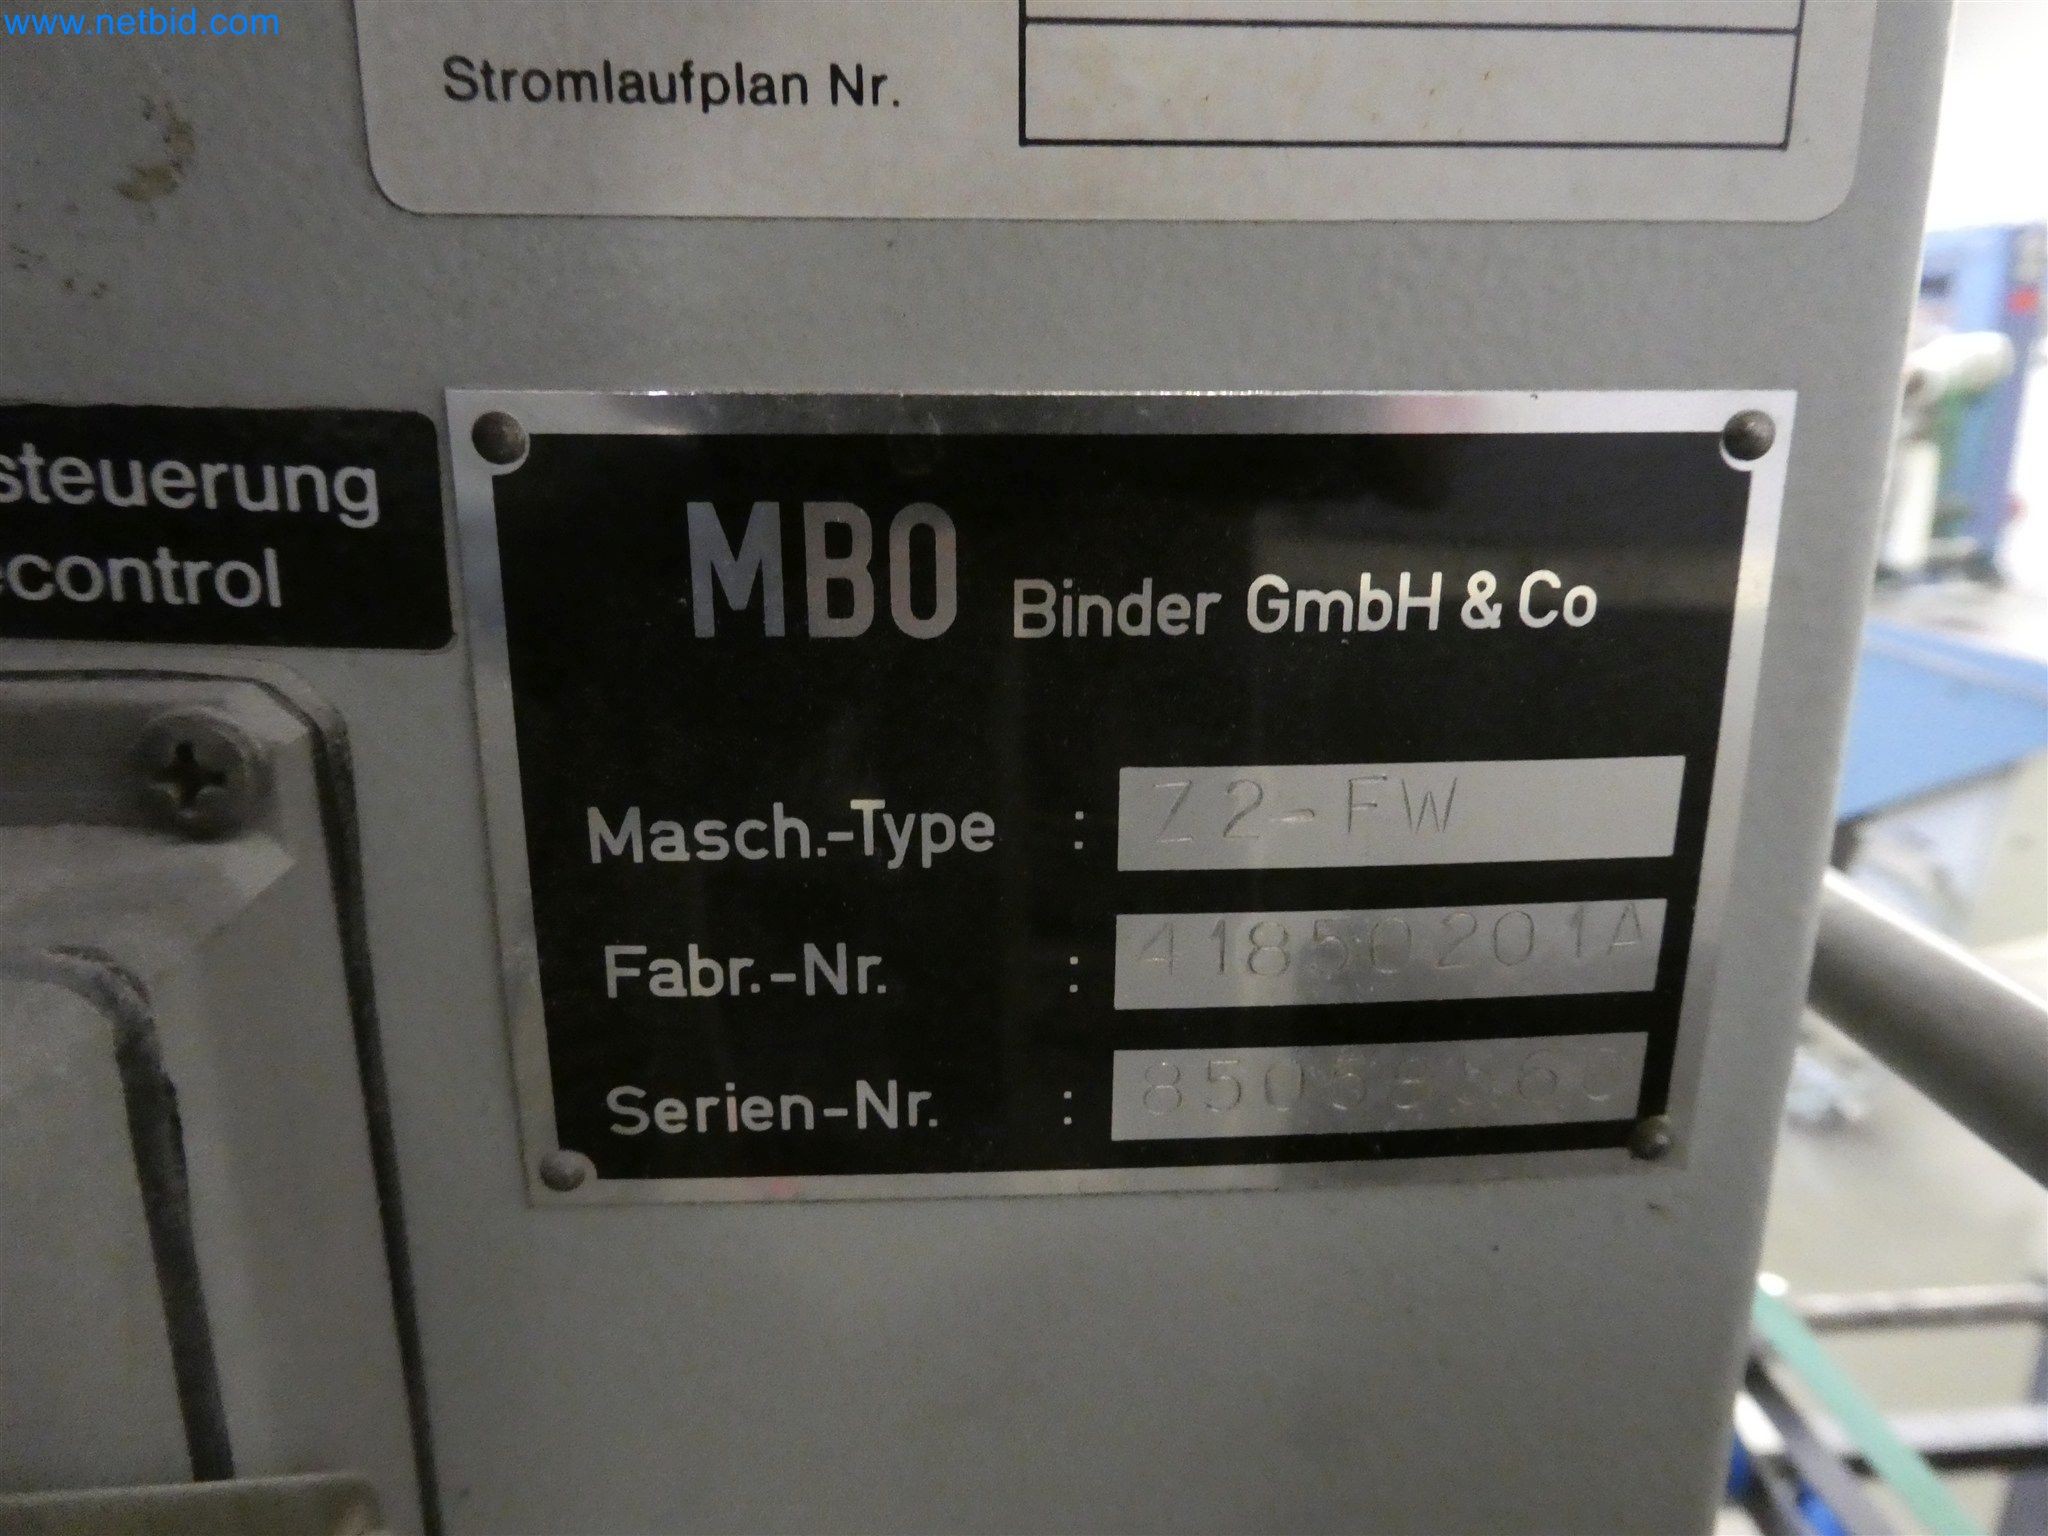 www.netbid.com
Stromlaufplan Nr.
steuerung
control
MBO Binder GmbH & Co
Masch.-Type : Z2-FW
Fabr.-Nr. : 41850201A
Serien-Nr. :